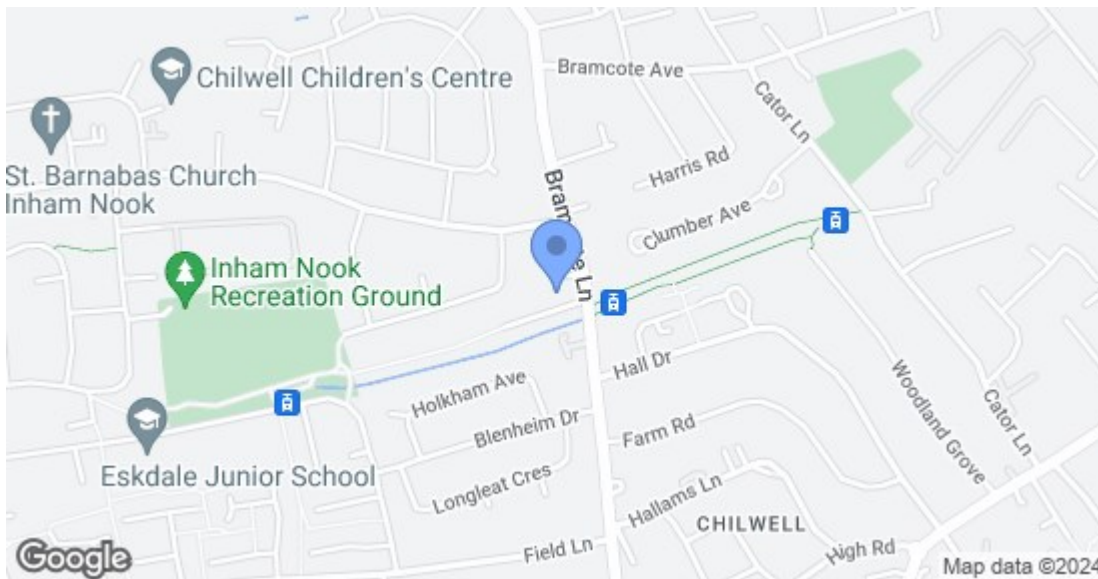 Bramcote Ave
Chilwell Children's Centre
Cator Ln
St. Barnabas Church
Inham Nook
Harris Rd
Clumber Ave
Inham Nook
Recreation Ground
Hall Dr
Holkham Ave
Woodland Grove
Cator Ln
Blenheim Dr
Farm Rd
Eskdale Junior School
Longleat Cres
Hallams Ln
CHILWELL
Field Ln
High Rd
Google
Map data ©2024